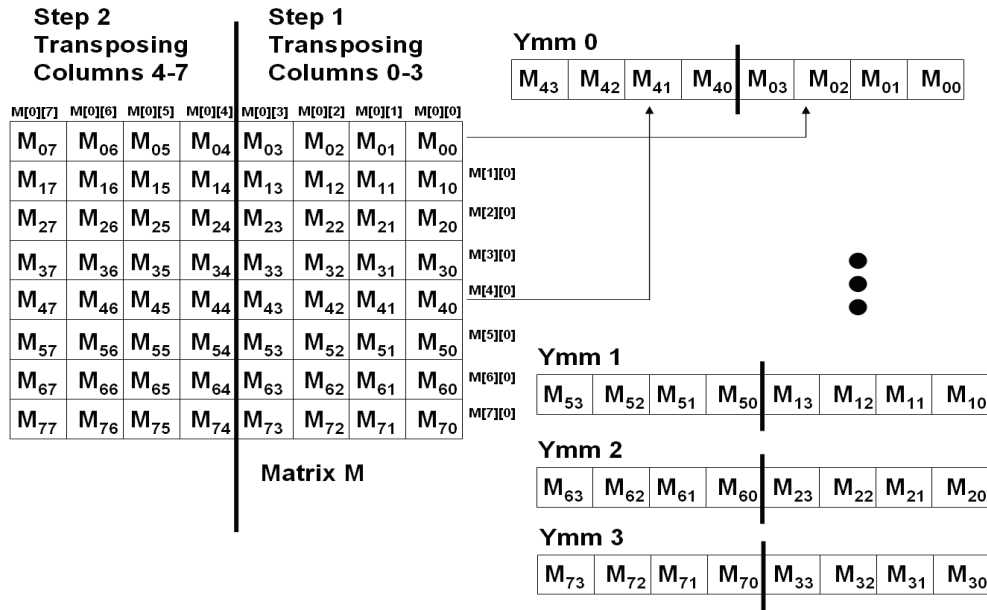 Step 2
Transposing
Columns 4-7
Step 1
Transposing
Columns 0-3
Ymm 0
M43 M42 M41 M40 M03 M02 M01 M00
M[0][7] M[0][6] M[0][5] M[0][4] M[0][3] M[0][2] M[0][1] M[0][0]
M07 M06 M05 M04 M03 M02 M01 M00
M17 M16 M15 M14 M13 M12 M11 M10 M[1][0]
M27 M26 M25 M24 M23 M22 M21 M20 M[2][0]
M37 M36 M35 M34 M33 M32 M31 M30 M[3][0]
M47 M46 M45 M44 M43 M42 M41 M40 M[4][0]
M57 M56 M55 M54 M53 M52 M51 M50 M[5][0]
M67 M66 M65 M64 M63 M62 M61 M60 M[6][0]
M77 M76 M75 M74 M73 M72 M71 M70 M[7][0]
Matrix M
Ymm 1
M53 M52 M51 M50 M13 M12 M11 M10
Ymm 2
M63 M62 M61 M60 M23 M22 M21 M20
Ymm 3
M73 M72 M71 M70 M33 M32 M31 M30